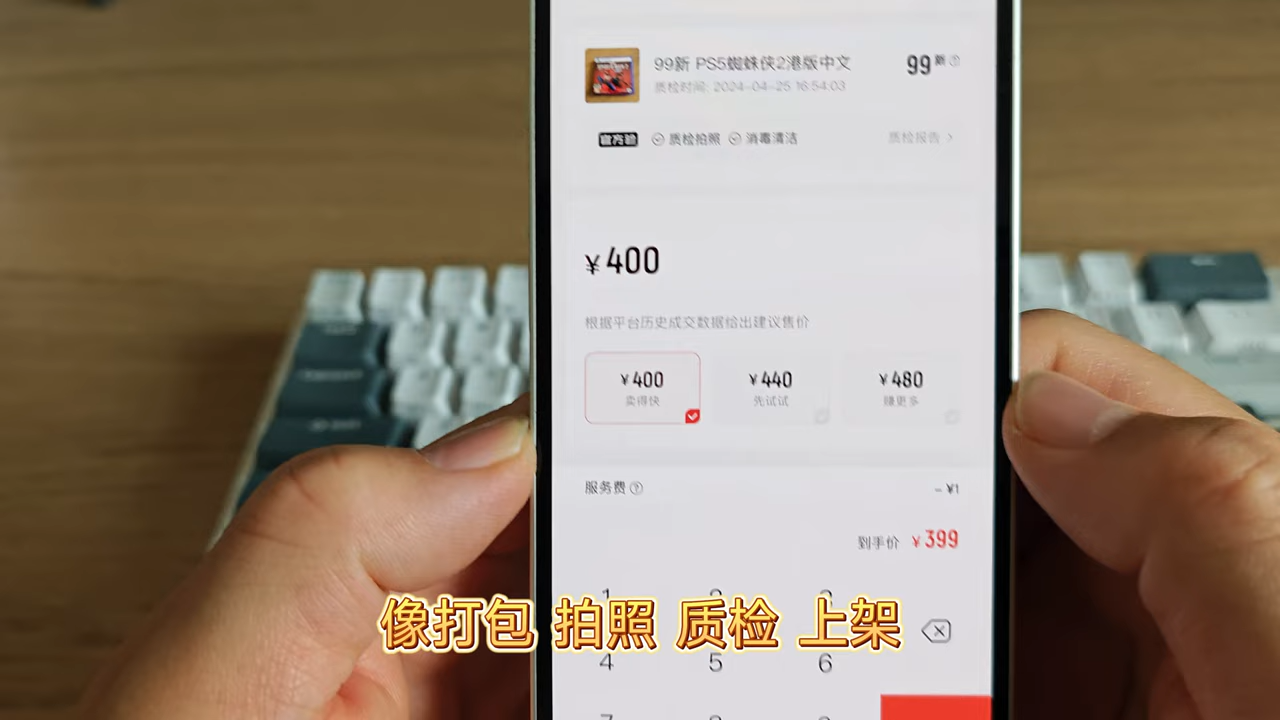 99新 PS5蜘蛛侠2港版中文
99新
质检时间: 2024-04-25 16:54:03
官方验 质检拍照 消毒清洁 质检报告 >
¥400
根据平台历史成交数据给出建议售价
¥400 ¥440 ¥480
卖得快 先试试 赚更多
服务费 - ¥1
到手价 ¥399
像打包 拍照 质检 上架
4 5 6